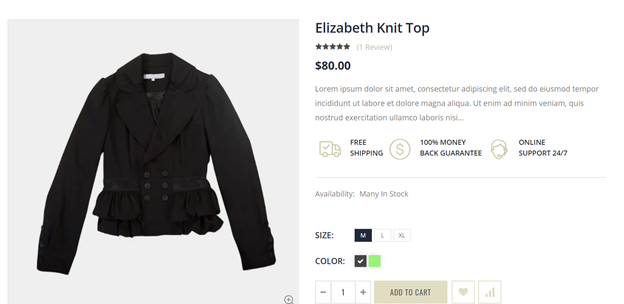 Elizabeth Knit Top
(1 Review)
$80.00
Lorem ipsum dolor sit amet, consectetur adipiscing elit, sed do eiusmod tempor
incididunt ut labore et dolore magna aliqua. Ut enim ad minim veniam, quis
nostrud exercitation ullamco laboris nisi...
FREE
SHIPPING
100% MONEY
BACK GUARANTEE
ONLINE
SUPPORT 24/7
Availability: Many In Stock
SIZE: M L XL
COLOR:
− 1 + ADD TO CART